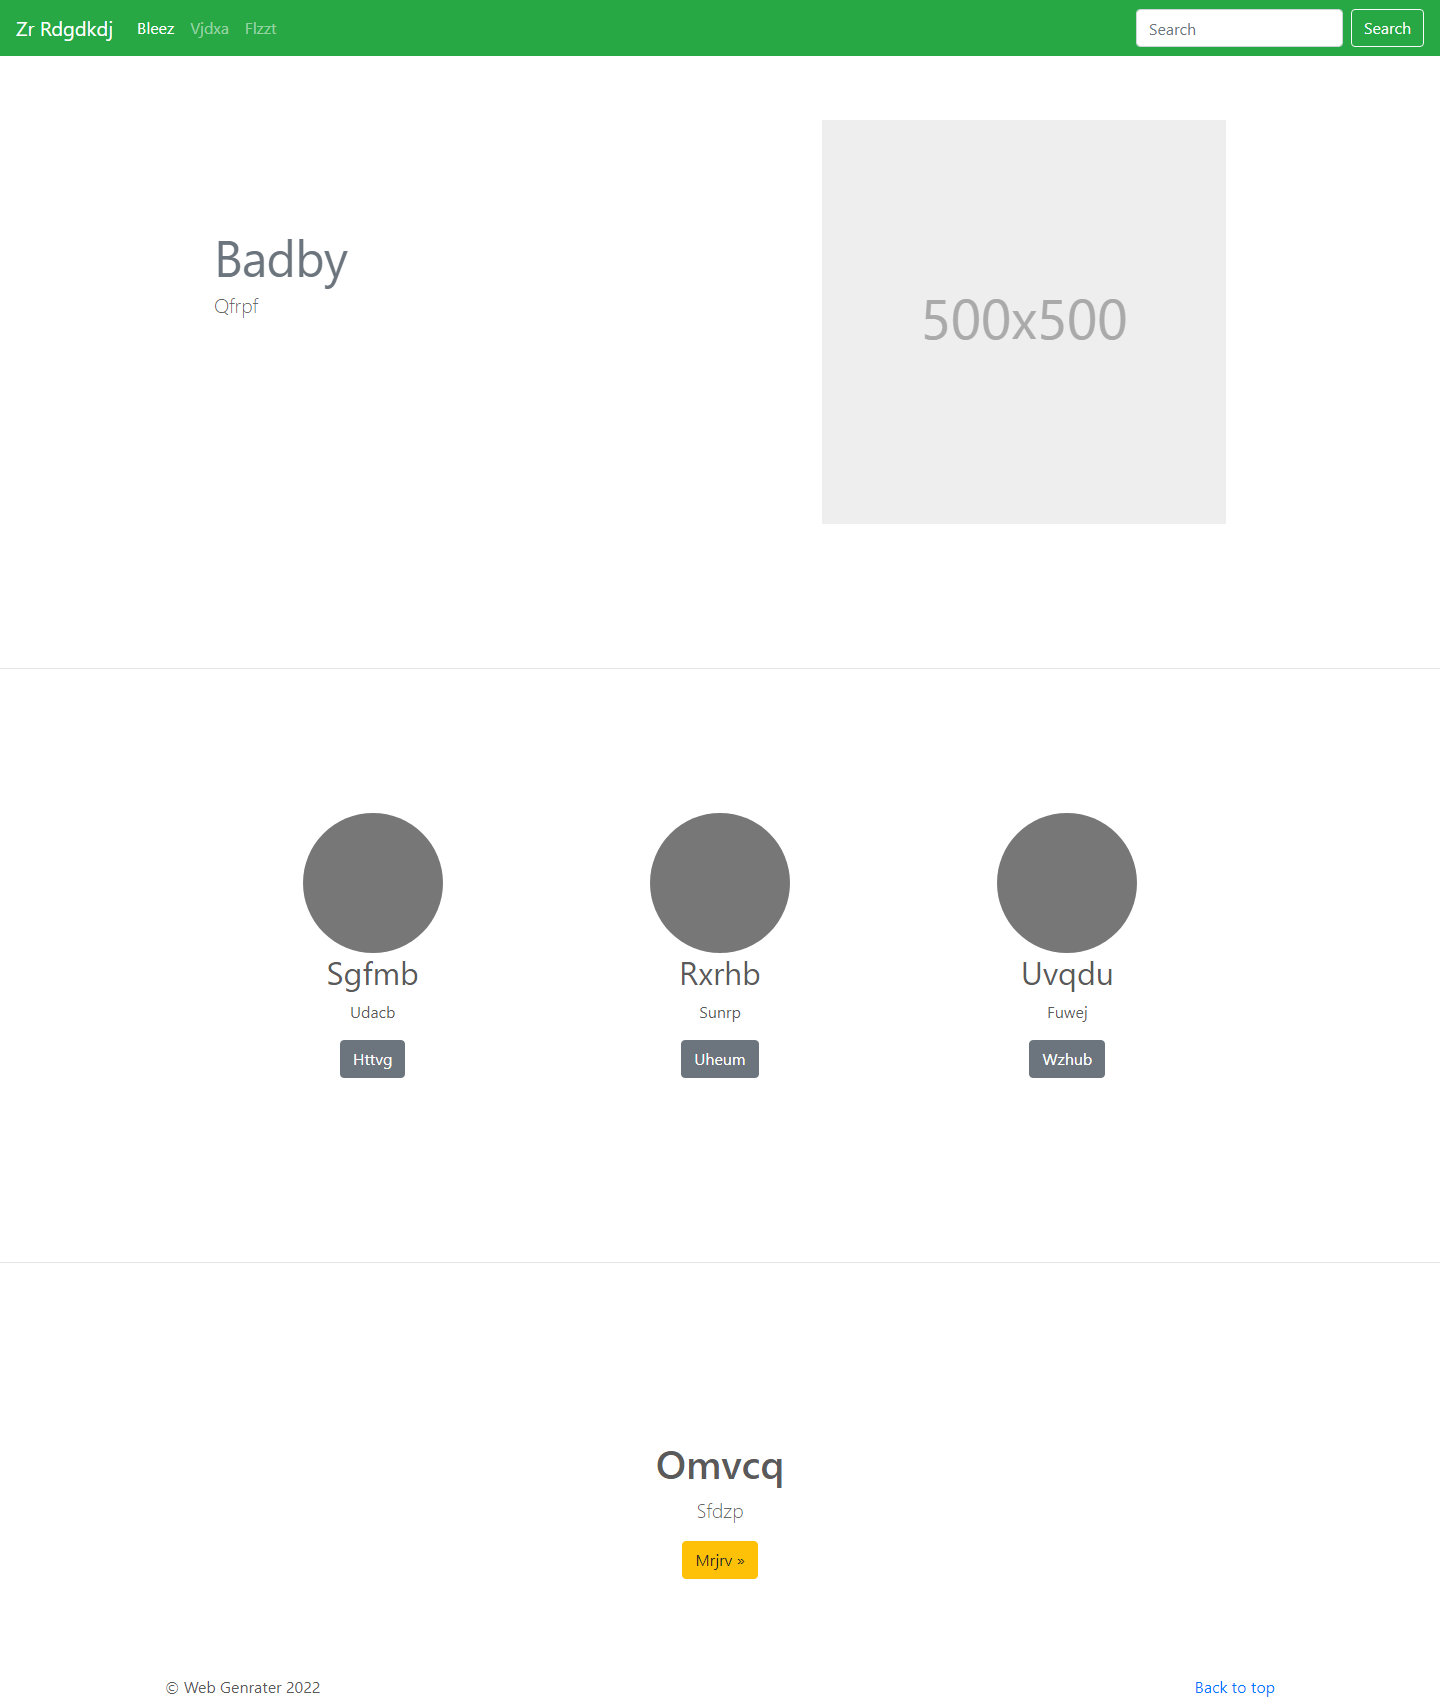 Zr Rdgdkdj Bleez Vjdxa Flzzt Search Search
Badby
Qfrpf
500x500
Sgfmb Rxrhb Uvqdu
Udacb Sunrp Fuwej
Httvg Uheum Wzhub
Omvcq
Sfdzp
Mrjrv »
© Web Genrater 2022 Back to top